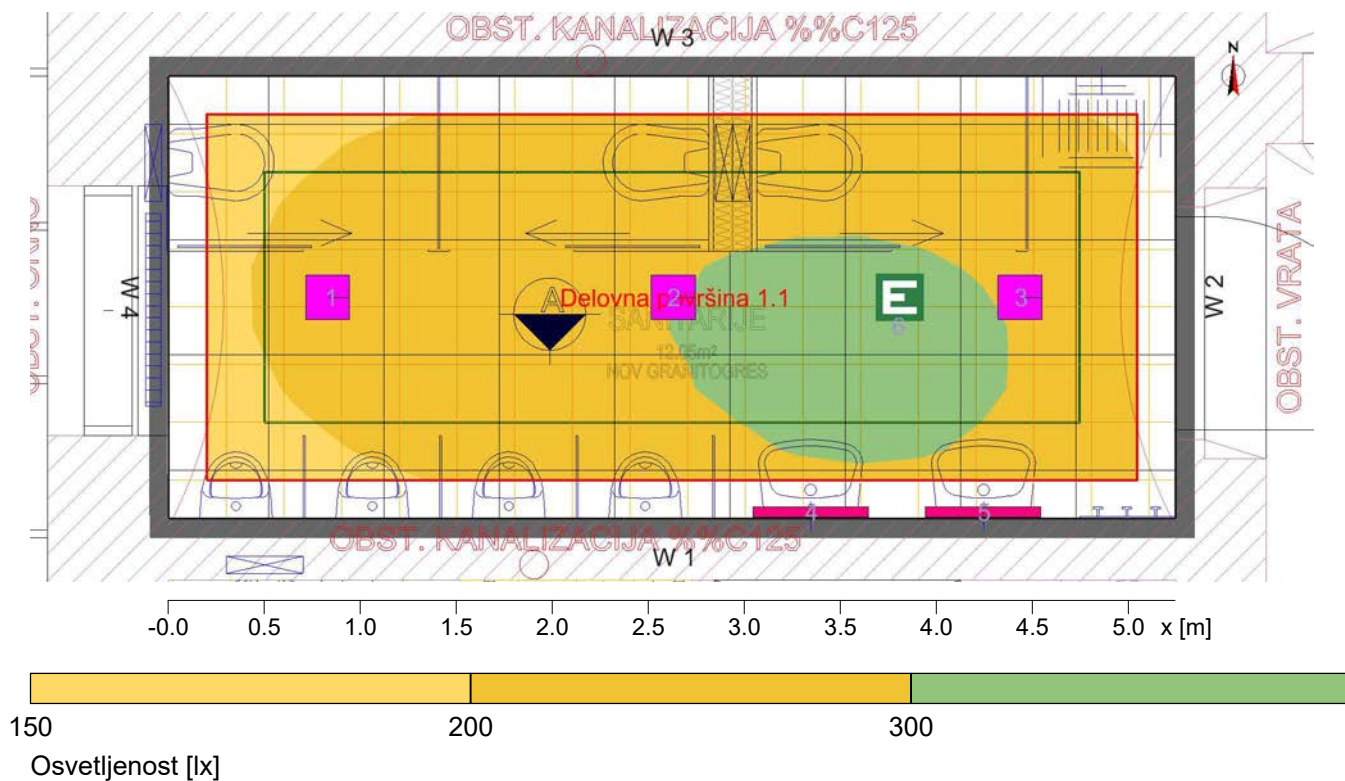 OBST. KANALIZACIJA %%C125
W 3
N
W 4
1
2
A
Delovna površina 1.1
E
6
3
SANITARIJE
12.05m²
NOV GRANITOGRES
W 2
OBST. VRATA
4
5
OBST. KANALIZACIJA %%C125
W 1
-0.0 0.5 1.0 1.5 2.0 2.5 3.0 3.5 4.0 4.5 5.0 x [m]
150 200 300
Osvetljenost [lx]